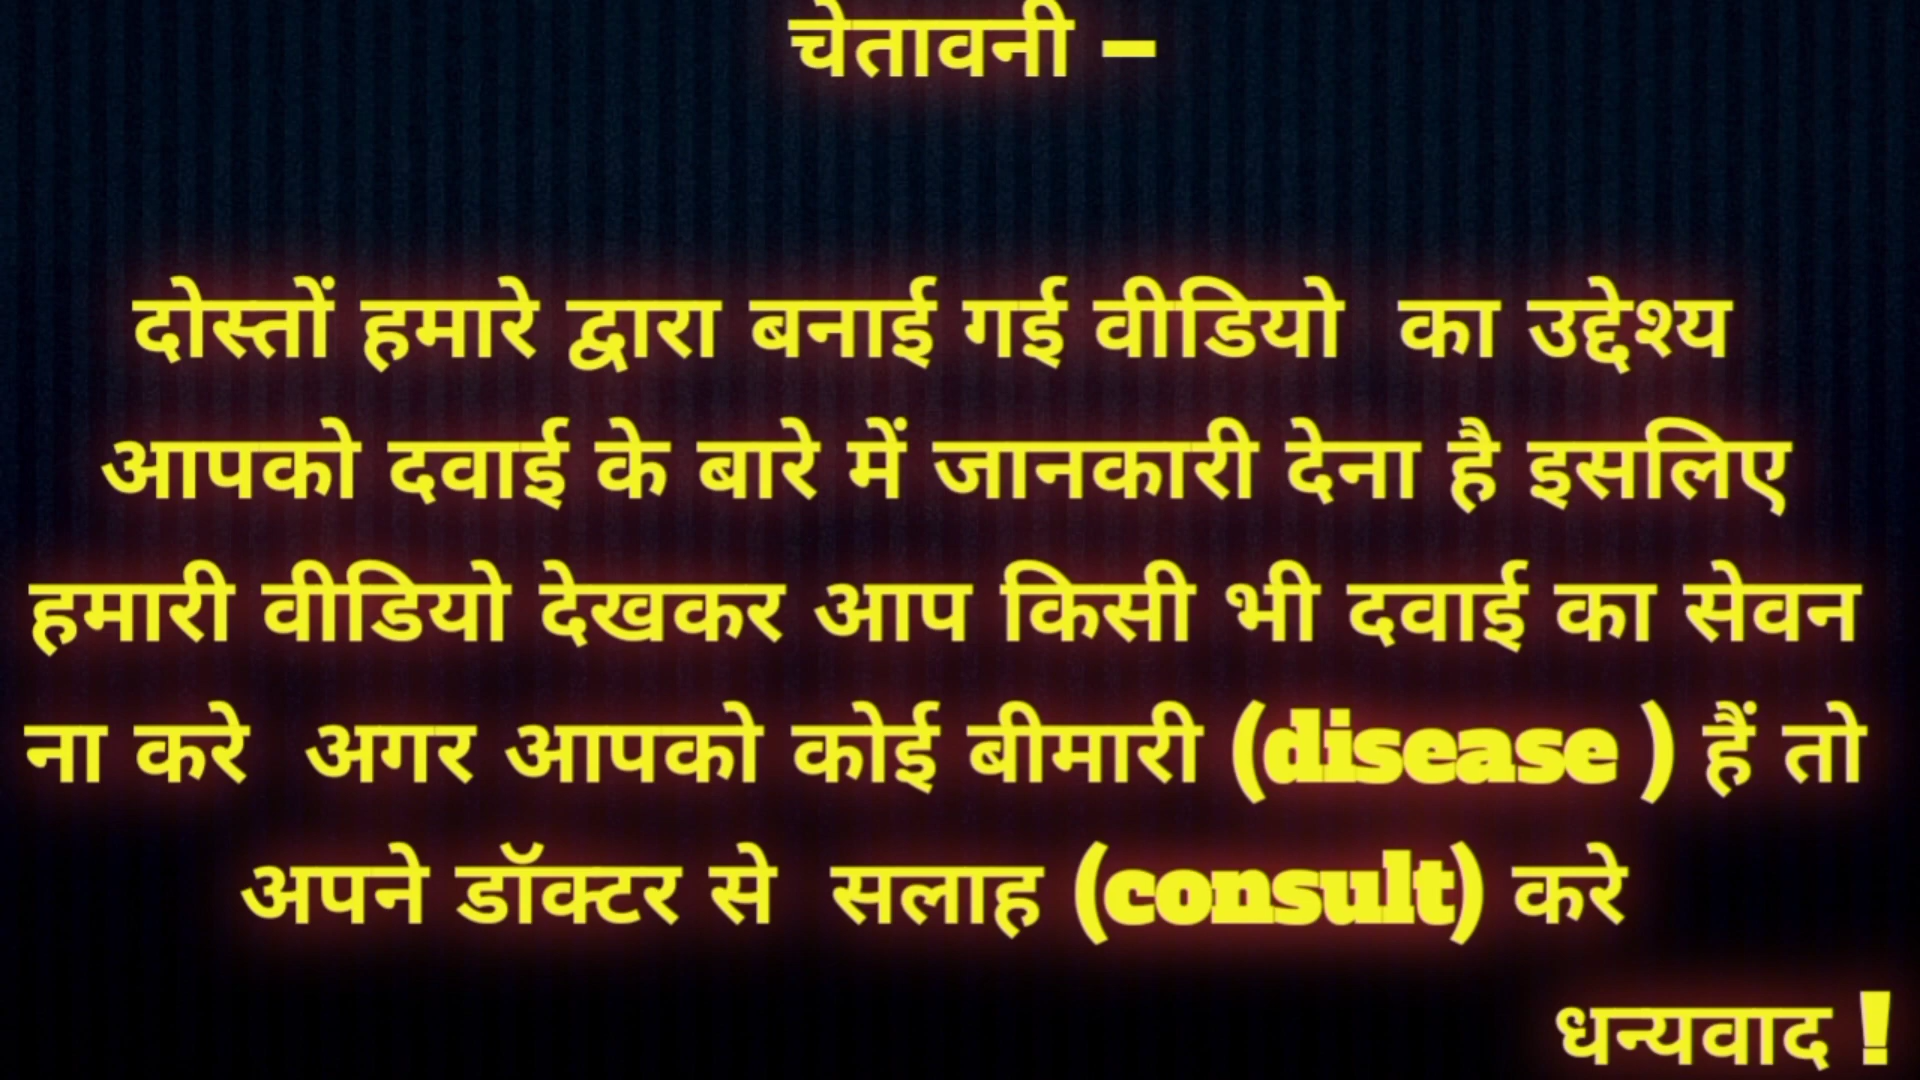 चेतावनी –
दोस्तों हमारे द्वारा बनाई गई वीडियो का उद्देश्य
आपको दवाई के बारे में जानकारी देना है इसलिए
हमारी वीडियो देखकर आप किसी भी दवाई का सेवन
ना करे अगर आपको कोई बीमारी (disease ) हैं तो
अपने डॉक्टर से सलाह (consult) करे
धन्यवाद !